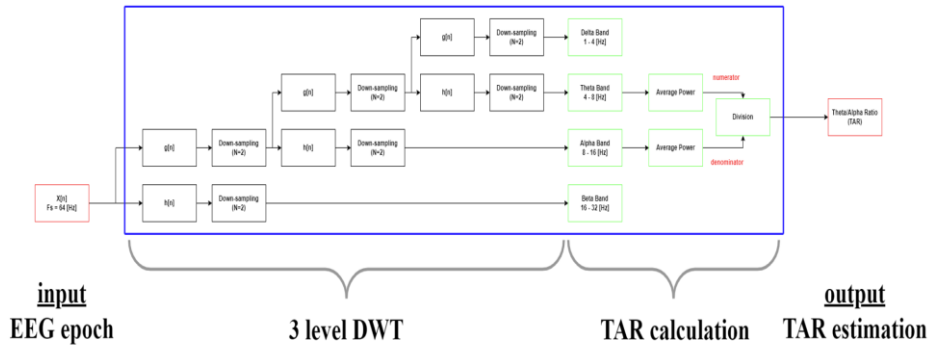 g[n]
Down-sampling
(N=2)
Delta Band
1 - 4 [Hz]
g[n]
Down-sampling
(N=2)
h[n]
Down-sampling
(N=2)
Theta Band
4 - 8 [Hz]
Average Power
numerator
Division
Theta/Alpha Ratio
(TAR)
g[n]
Down-sampling
(N=2)
h[n]
Down-sampling
(N=2)
Alpha Band
8 - 16 [Hz]
Average Power
denominator
X[n]
Fs = 64 [Hz]
h[n]
Down-sampling
(N=2)
Beta Band
16 - 32 [Hz]
input
EEG epoch
3 level DWT
TAR calculation
output
TAR estimation